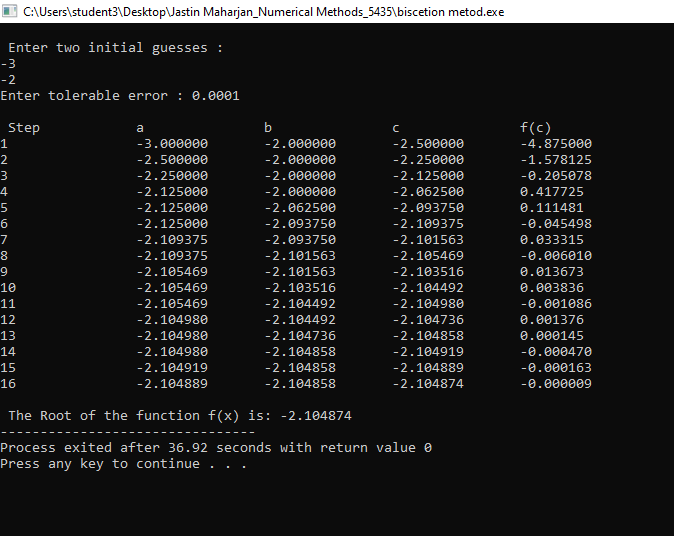 C:\Users\student3\Desktop\Jastin Maharjan_Numerical Methods_5435\biscetion metod.exe
Enter two initial guesses :
-3
-2
Enter tolerable error : 0.0001
Step a b c f(c)
1 -3.000000 -2.000000 -2.500000 -4.875000
2 -2.500000 -2.000000 -2.250000 -1.578125
3 -2.250000 -2.000000 -2.125000 -0.205078
4 -2.125000 -2.000000 -2.062500 0.417725
5 -2.125000 -2.062500 -2.093750 0.111481
6 -2.125000 -2.093750 -2.109375 -0.045498
7 -2.109375 -2.093750 -2.101563 0.033315
8 -2.109375 -2.101563 -2.105469 -0.006010
9 -2.105469 -2.101563 -2.103516 0.013673
10 -2.105469 -2.103516 -2.104492 0.003836
11 -2.105469 -2.104492 -2.104980 -0.001086
12 -2.104980 -2.104492 -2.104736 0.001376
13 -2.104980 -2.104736 -2.104858 0.000145
14 -2.104980 -2.104858 -2.104919 -0.000470
15 -2.104919 -2.104858 -2.104889 -0.000163
16 -2.104889 -2.104858 -2.104874 -0.000009
The Root of the function f(x) is: -2.104874
--------------------------------
Process exited after 36.92 seconds with return value 0
Press any key to continue . . .